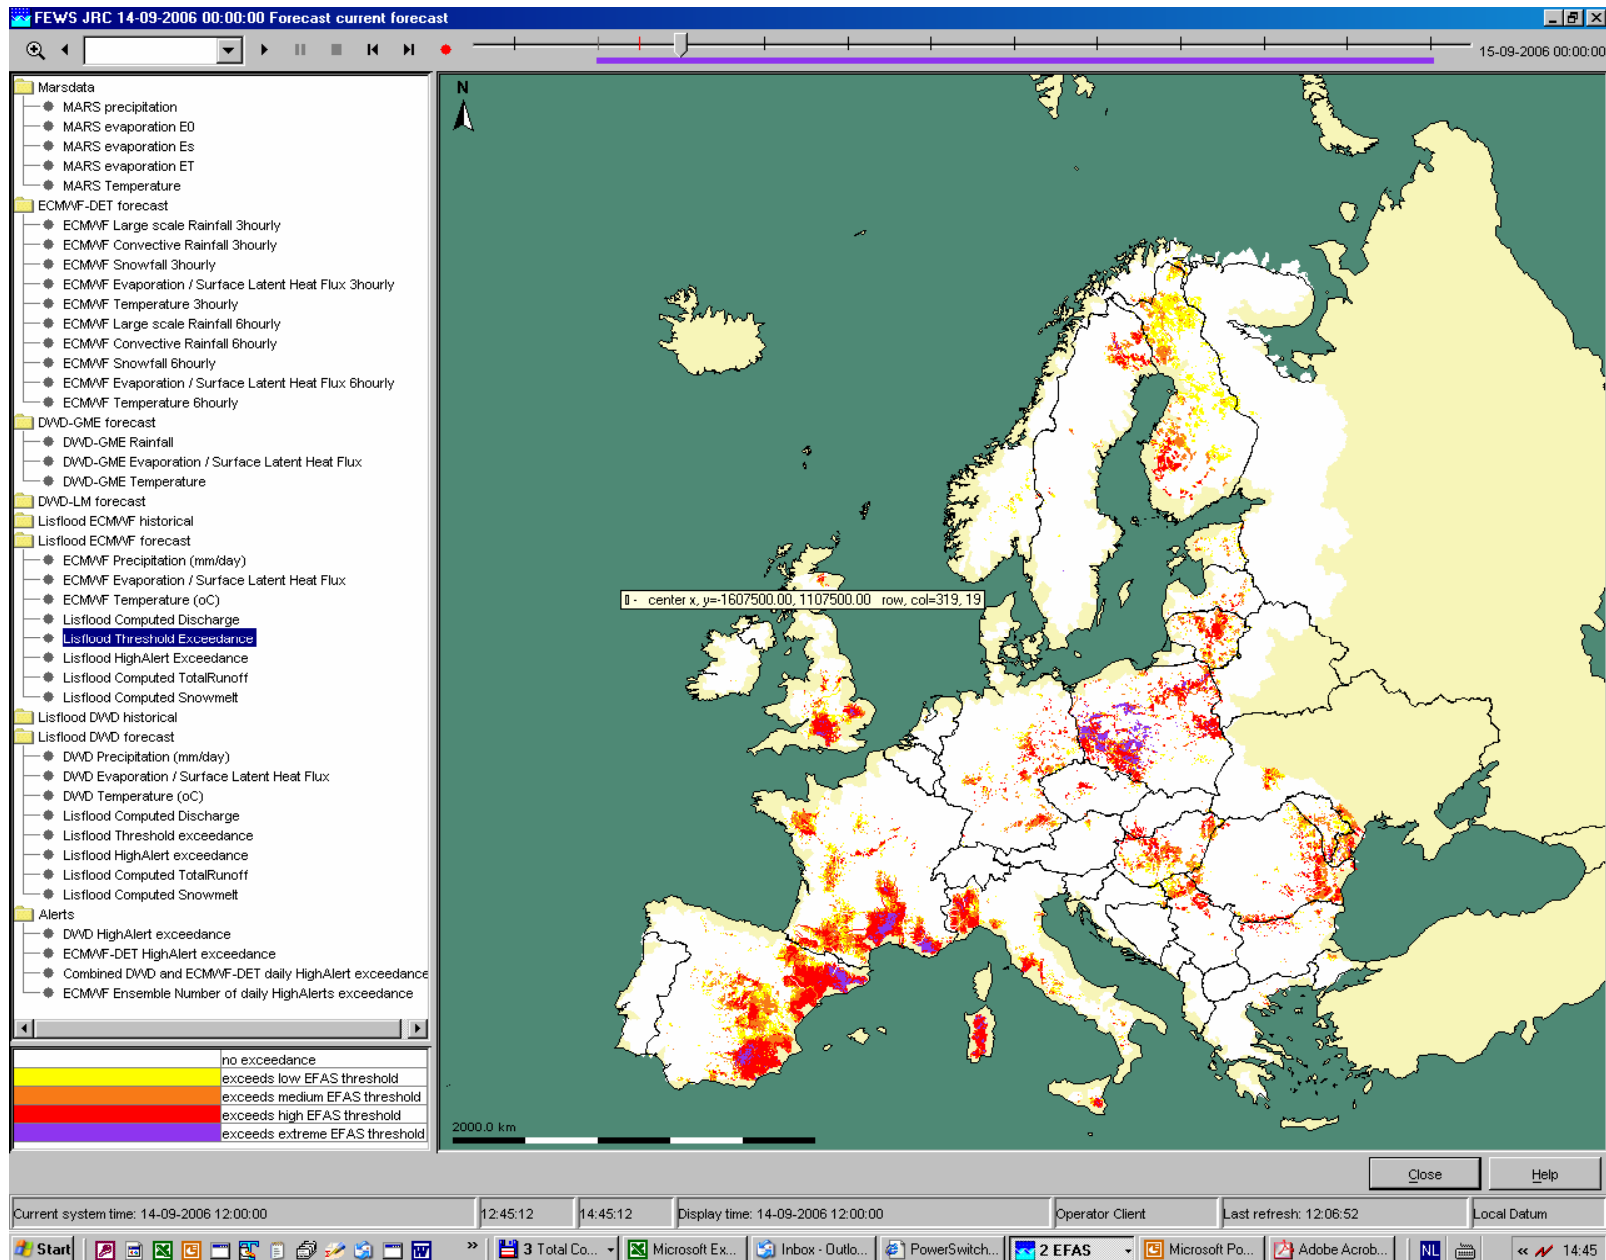 FEWS JRC 14-09-2006 00:00:00 Forecast current forecast
15-09-2006 00:00:00
Marsdata
MARS precipitation
MARS evaporation E0
MARS evaporation Es
MARS evaporation ET
MARS Temperature
ECMWF-DET forecast
ECMWF Large scale Rainfall 3hourly
ECMWF Convective Rainfall 3hourly
ECMWF Snowfall 3hourly
ECMWF Evaporation / Surface Latent Heat Flux 3hourly
ECMWF Temperature 3hourly
ECMWF Large scale Rainfall 6hourly
ECMWF Convective Rainfall 6hourly
ECMWF Snowfall 6hourly
ECMWF Evaporation / Surface Latent Heat Flux 6hourly
ECMWF Temperature 6hourly
DWD-GME forecast
DWD-GME Rainfall
DWD-GME Evaporation / Surface Latent Heat Flux
DWD-GME Temperature
DWD-LM forecast
Lisflood ECMWF historical
Lisflood ECMWF forecast
ECMWF Precipitation (mm/day)
ECMWF Evaporation / Surface Latent Heat Flux
ECMWF Temperature (oC)
Lisflood Computed Discharge
Lisflood Threshold Exceedance
Lisflood HighAlert Exceedance
Lisflood Computed TotalRunoff
Lisflood Computed Snowmelt
Lisflood DWD historical
Lisflood DWD forecast
DWD Precipitation (mm/day)
DWD Evaporation / Surface Latent Heat Flux
DWD Temperature (oC)
Lisflood Computed Discharge
Lisflood Threshold exceedance
Lisflood HighAlert exceedance
Lisflood Computed TotalRunoff
Lisflood Computed Snowmelt
Alerts
DWD HighAlert exceedance
ECMWF-DET HighAlert exceedance
Combined DWD and ECMWF-DET daily HighAlert exceedance
ECMWF Ensemble Number of daily HighAlerts exceedance
no exceedance
exceeds low EFAS threshold
exceeds medium EFAS threshold
exceeds high EFAS threshold
exceeds extreme EFAS threshold
N
0 - center x, y=-1607500.00, 1107500.00 row, col=319, 19
2000.0 km
Close Help
Current system time: 14-09-2006 12:00:00 12:45:12 14:45:12 Display time: 14-09-2006 12:00:00 Operator Client Last refresh: 12:06:52 Local Datum
Start » 3 Total Co... Microsoft Ex... Inbox - Outlo... PowerSwitch... 2 EFAS Microsoft Po... Adobe Acrob... NL « 14:45